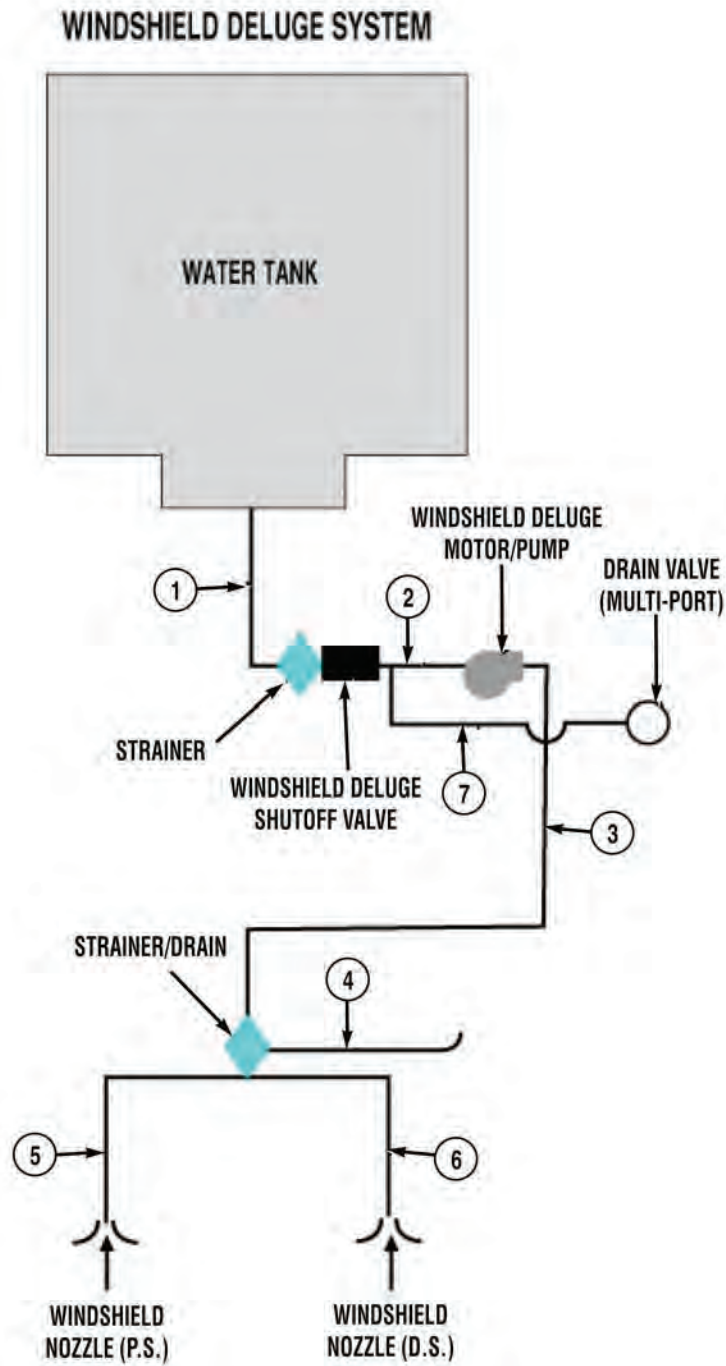 WINDSHIELD DELUGE SYSTEM
WATER TANK
WINDSHIELD DELUGE
MOTOR/PUMP
DRAIN VALVE
(MULTI-PORT)
1
2
STRAINER
WINDSHIELD DELUGE
SHUTOFF VALVE
7
3
STRAINER/DRAIN
4
5
6
WINDSHIELD
NOZZLE (P.S.)
WINDSHIELD
NOZZLE (D.S.)